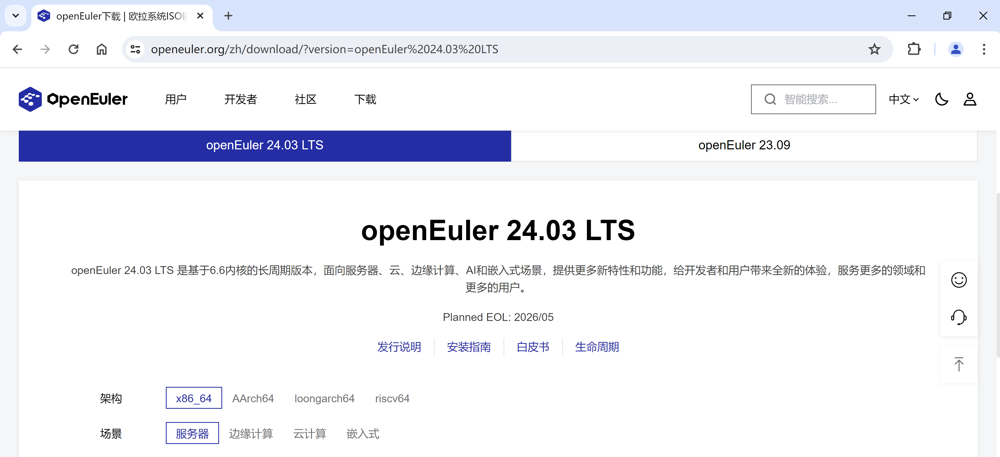 openEuler下载 | 欧拉系统ISO
openeuler.org/zh/download/?version=openEuler%2024.03%20LTS
openEuler 用户 开发者 社区 下载 智能搜索... 中文
openEuler 24.03 LTS openEuler 23.09
openEuler 24.03 LTS
openEuler 24.03 LTS 是基于6.6内核的长周期版本，面向服务器、云、边缘计算、AI和嵌入式场景，提供更多新特性和功能，给开发者和用户带来全新的体验，服务更多的领域和
更多的用户。
Planned EOL: 2026/05
发行说明 安装指南 白皮书 生命周期
架构 x86_64 AArch64 loongarch64 riscv64
场景 服务器 边缘计算 云计算 嵌入式